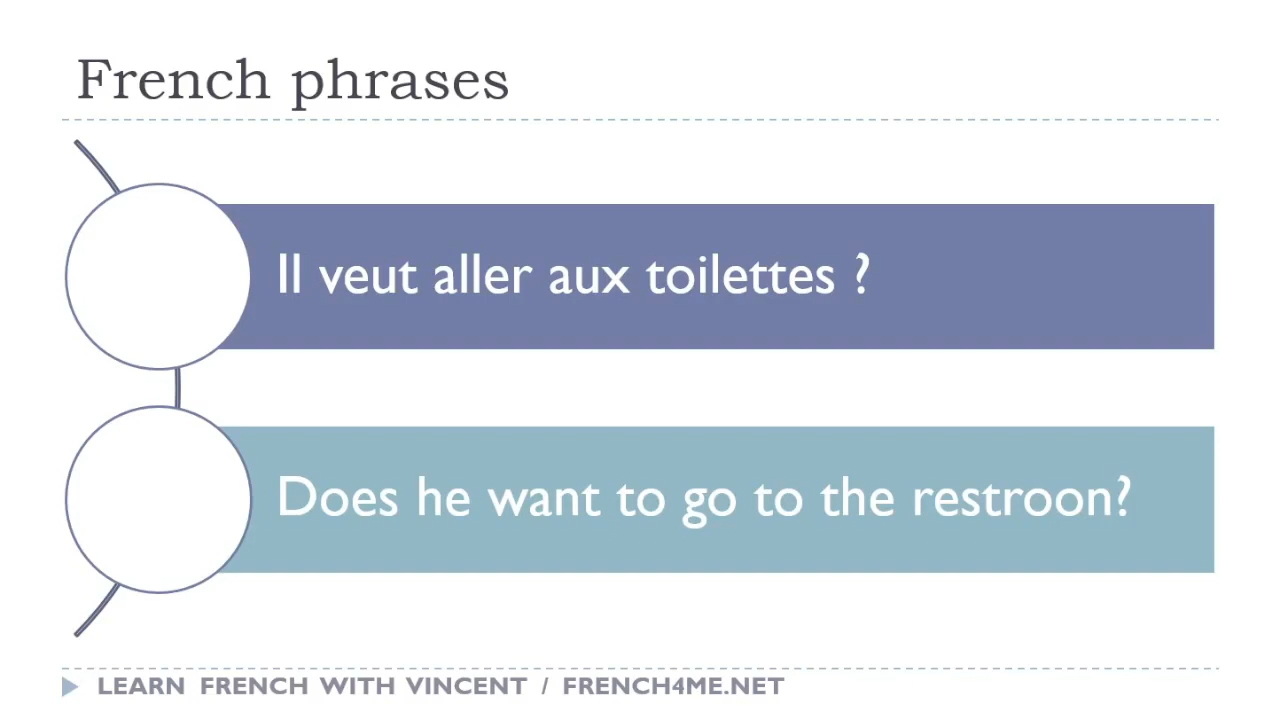 French phrases
Il veut aller aux toilettes ?
Does he want to go to the restroon?
LEARN FRENCH WITH VINCENT / FRENCH4ME.NET